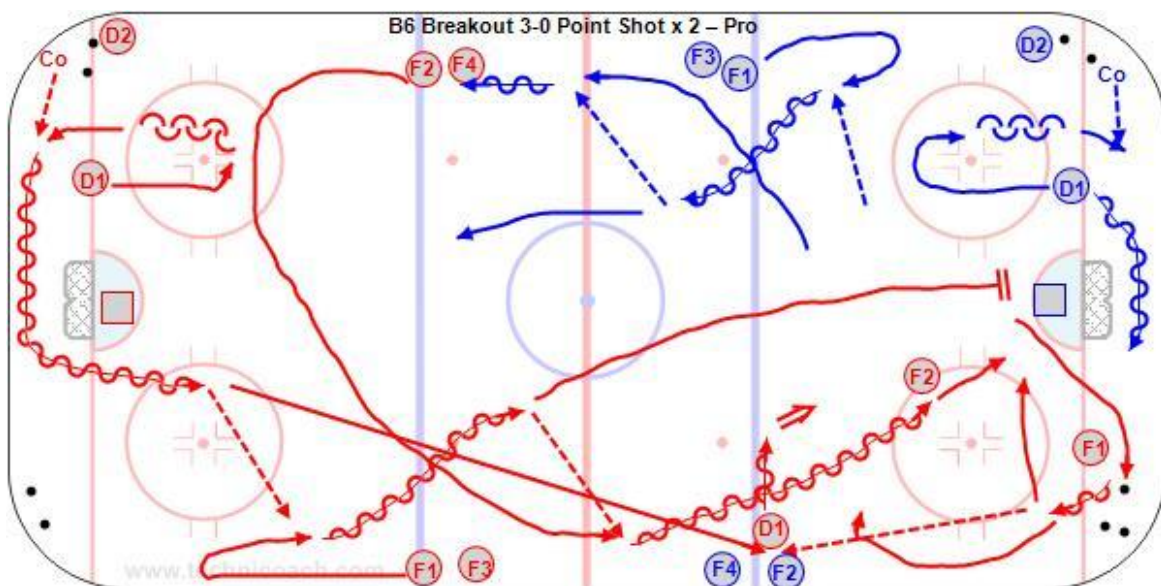 B6 Breakout 3-0 Point Shot x 2 – Pro
D2
Co
F2
F4
F3
F1
D2
Co
D1
D1
F2
F1
D1
F1
F3
F4
F2
www.technicoach.com